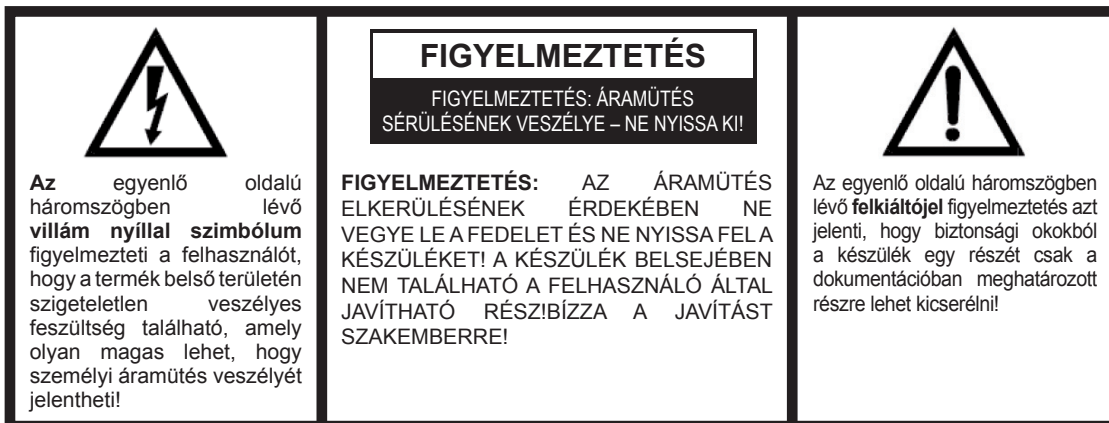 Az egyenlő oldalú
háromszögben lévő
villám nyíllal szimbólum
figyelmezteti a felhasználót,
hogy a termék belső területén
szigeteletlen veszélyes
feszültség található, amely
olyan magas lehet, hogy
személyi áramütés veszélyét
jelentheti!
FIGYELMEZTETÉS
FIGYELMEZTETÉS: ÁRAMÜTÉS
SÉRÜLÉSÉNEK VESZÉLYE – NE NYISSA KI!
FIGYELMEZTETÉS: AZ ÁRAMÜTÉS
ELKERÜLÉSÉNEK ÉRDEKÉBEN NE
VEGYE LE A FEDELET ÉS NE NYISSA FEL A
KÉSZÜLÉKET! A KÉSZÜLÉK BELSEJÉBEN
NEM TALÁLHATÓ A FELHASZNÁLÓ ÁLTAL
JAVÍTHATÓ RÉSZ!BÍZZA A JAVÍTÁST
SZAKEMBERRE!
Az egyenlő oldalú háromszögben
lévő felkiáltójel figyelmeztetés azt
jelenti, hogy biztonsági okokból
a készülék egy részét csak a
dokumentációban meghatározott
részre lehet kicserélni!